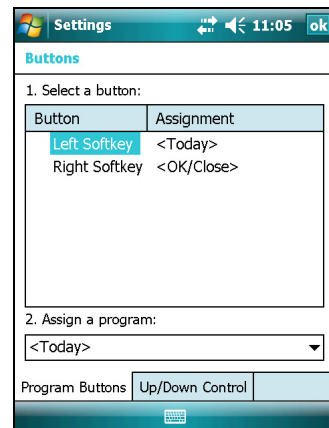 Settings 11:05 ok
Buttons
1. Select a button:
Button Assignment
Left Softkey <Today>
Right Softkey <OK/Close>
2. Assign a program:
<Today>
Program Buttons Up/Down Control